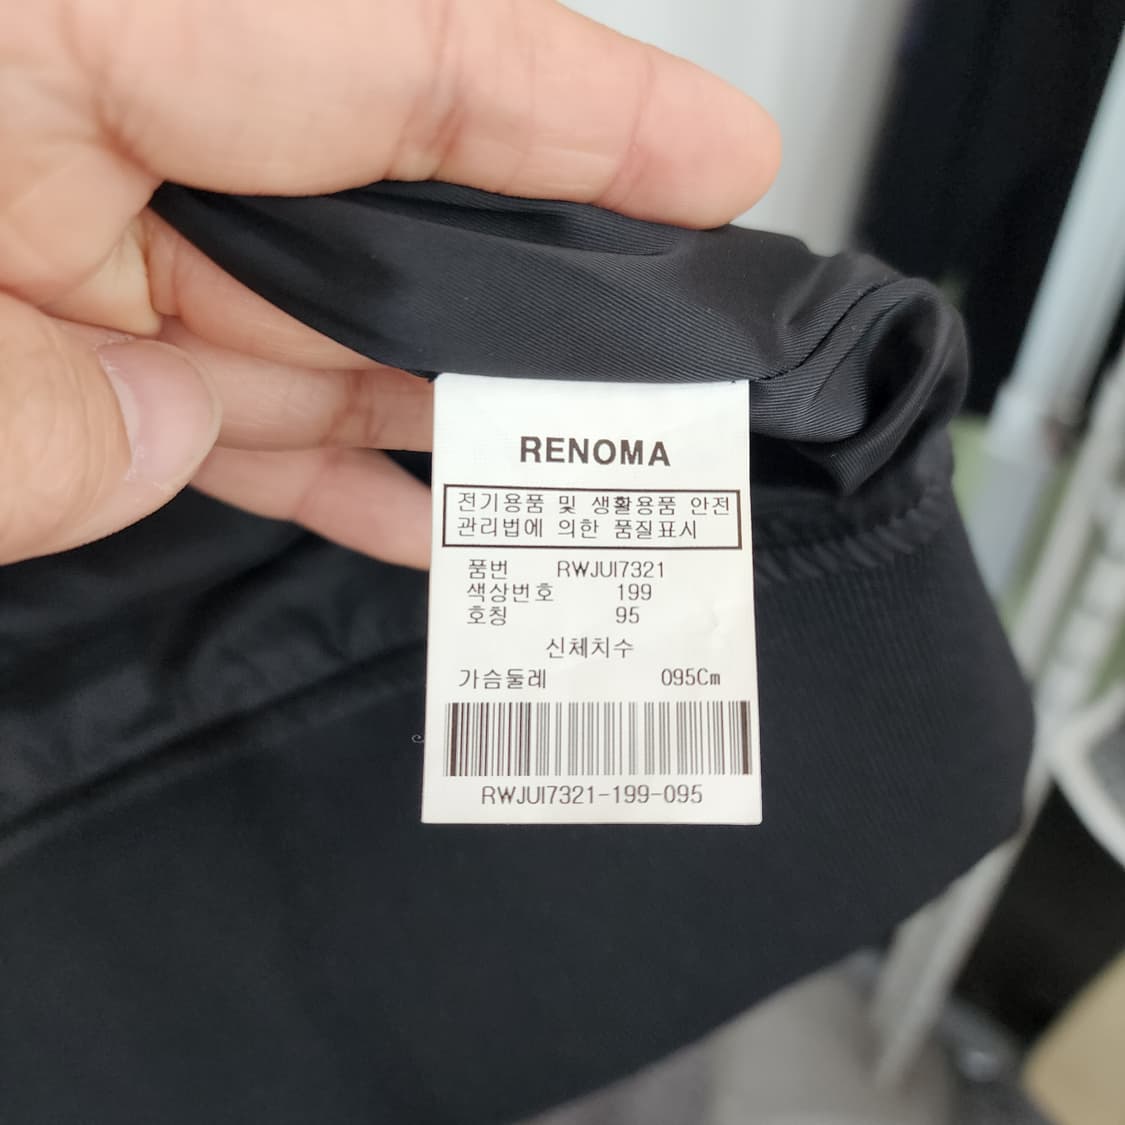 RENOMA
전기용품 및 생활용품 안전
관리법에 의한 품질표시
품번 RWJUI7321
색상번호 199
호칭 95
신체치수
가슴둘레 095Cm
RWJUI7321-199-095